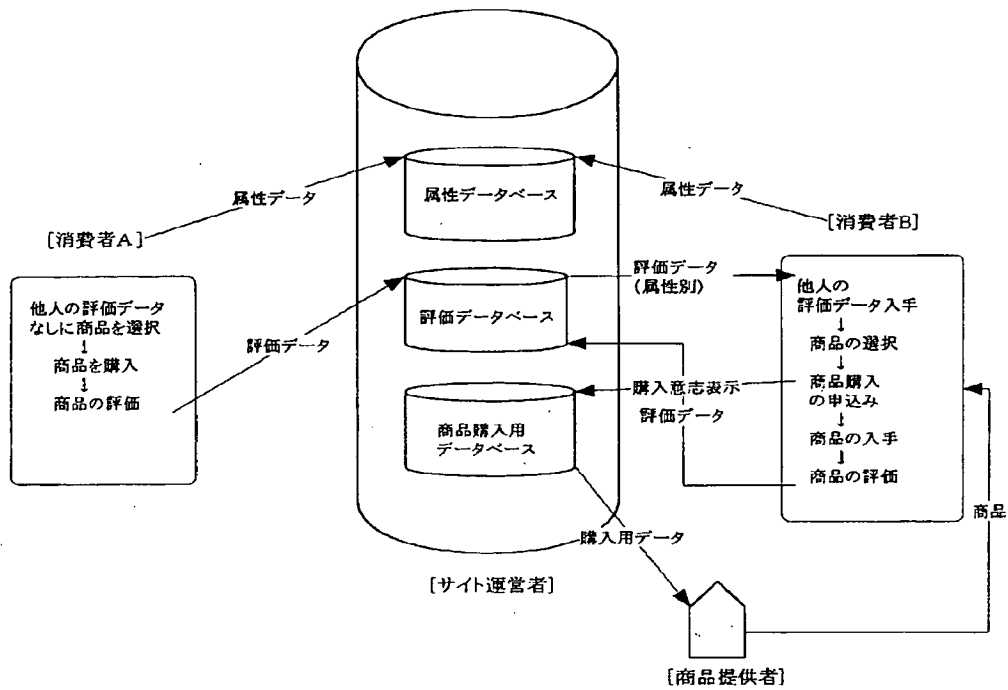 属性データ
属性データベース
属性データ
[消費者A]
[消費者B]
他人の評価データ
なしに商品を選択
↓
商品を購入
↓
商品の評価
評価データ
評価データベース
評価データ
(属性別)
他人の
評価データ入手
↓
商品の選択
↓
商品購入
の申込み
↓
商品の入手
↓
商品の評価
購入意志表示
評価データ
商品購入用
データベース
商品
購入用データ
[サイト運営者]
[商品提供者]